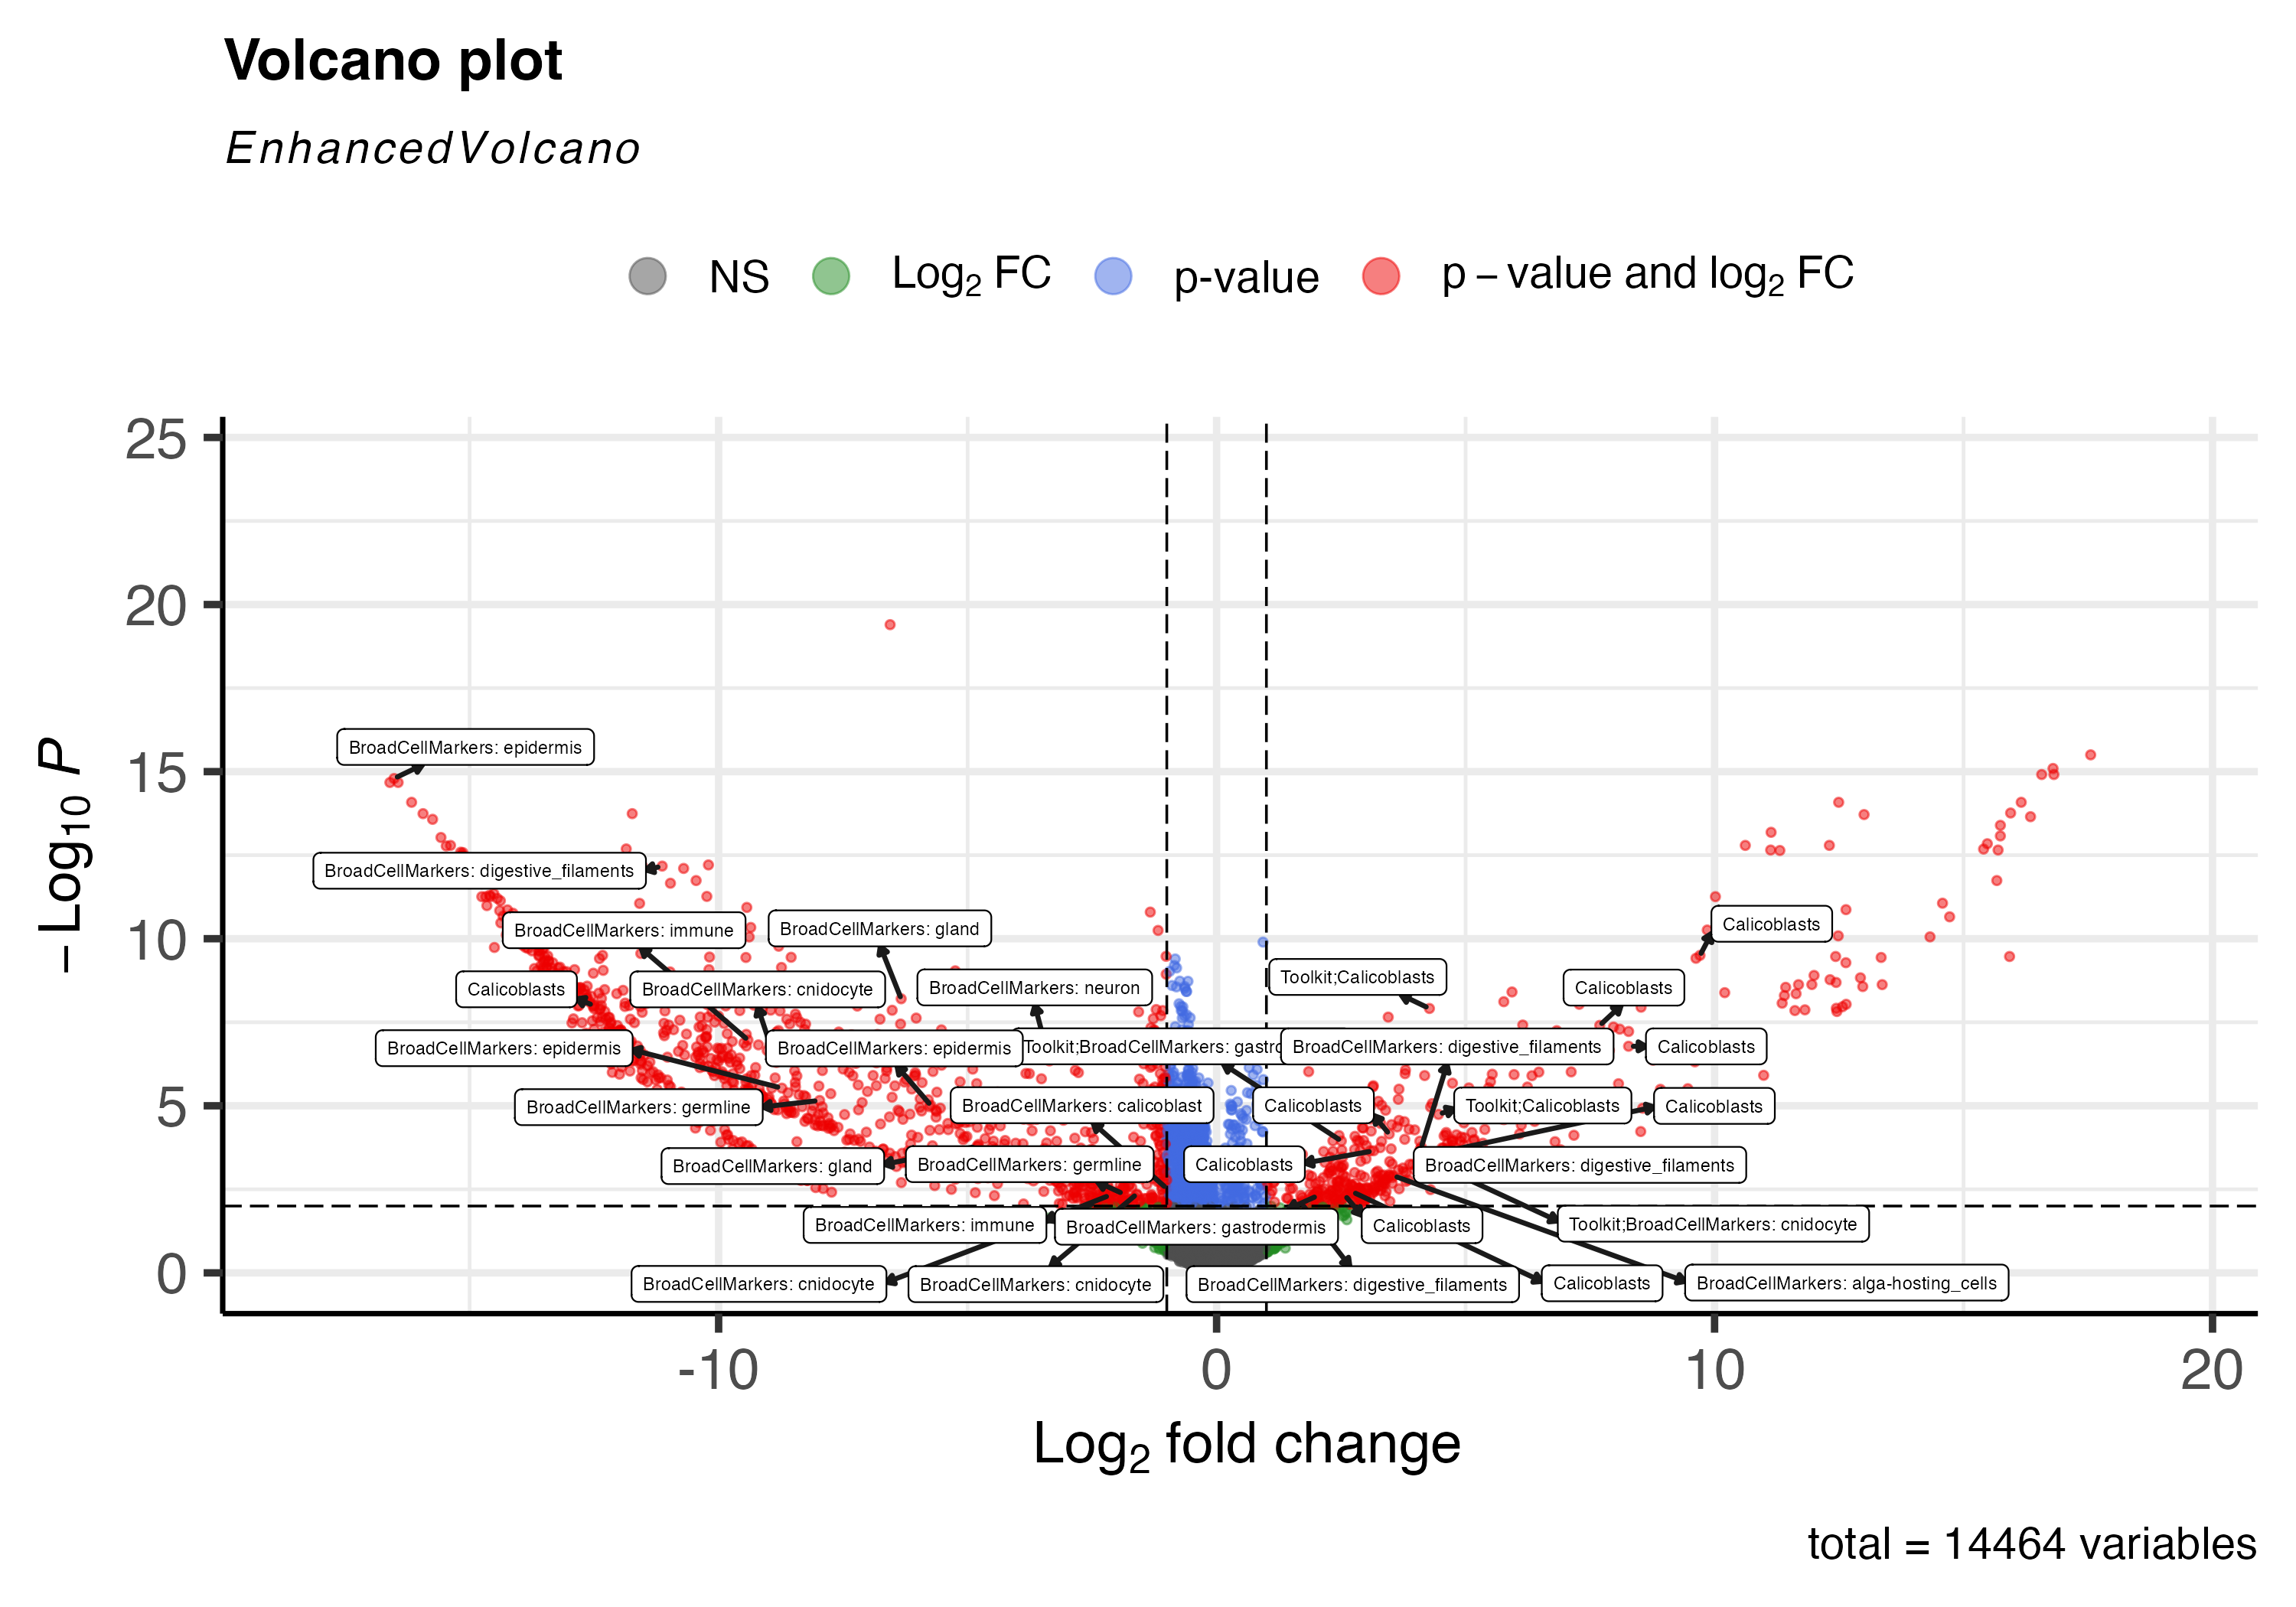 Volcano plot
EnhancedVolcano
NS
Log2 FC
p-value
p – value and log2 FC
25
20
15
10
5
0
– Log10 P
BroadCellMarkers: epidermis
BroadCellMarkers: digestive_filaments
BroadCellMarkers: immune
BroadCellMarkers: gland
Calicoblasts
Calicoblasts
BroadCellMarkers: cnidocyte
BroadCellMarkers: neuron
Toolkit;Calicoblasts
Calicoblasts
BroadCellMarkers: epidermis
BroadCellMarkers: epidermis
Toolkit;BroadCellMarkers:
BroadCellMarkers: digestive_filaments
Calicoblasts
BroadCellMarkers: germline
BroadCellMarkers: calicoblast
Calicoblasts
Toolkit;Calicoblasts
Calicoblasts
BroadCellMarkers: gland
BroadCellMarkers: germline
Calicoblasts
BroadCellMarkers: digestive_filaments
BroadCellMarkers: immune
BroadCellMarkers: gastrodermis
Calicoblasts
Toolkit;BroadCellMarkers: cnidocyte
BroadCellMarkers: cnidocyte
BroadCellMarkers: cnidocyte
BroadCellMarkers: digestive_filaments
Calicoblasts
BroadCellMarkers: alga-hosting_cells
-10
0
10
20
Log2 fold change
total = 14464 variables